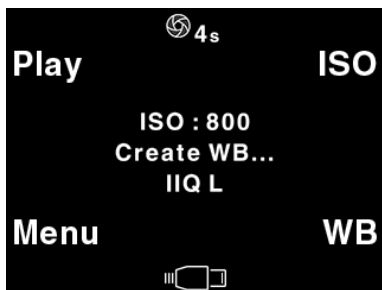 4s
Play ISO
ISO : 800
Create WB...
IIQ L
Menu WB